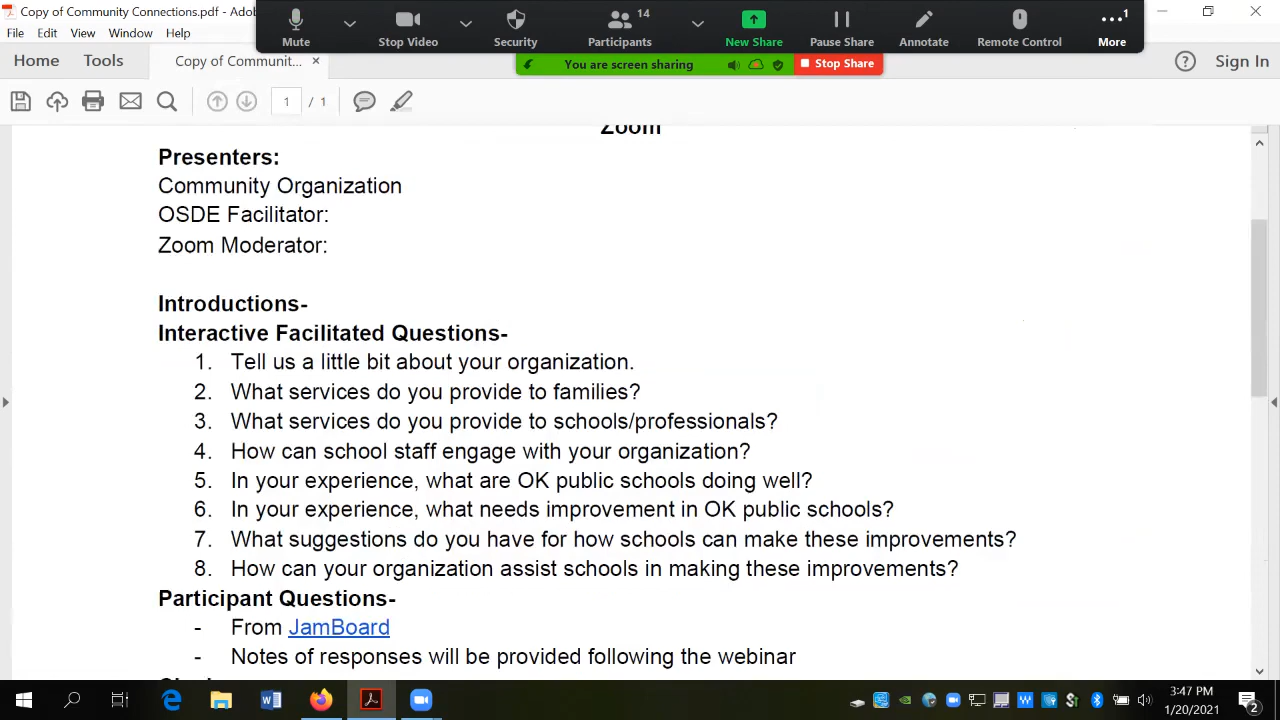 Copy of Community Connections.pdf - Adob
File Edit View Window Help
Mute
Stop Video
Security
14
Participants
New Share
Pause Share
Annotate
Remote Control
1
More
You are screen sharing
Stop Share
Home Tools Copy of Communit... ×
Sign In
1 / 1
Zoom
Presenters:
Community Organization
OSDE Facilitator:
Zoom Moderator:
Introductions-
Interactive Facilitated Questions-
1. Tell us a little bit about your organization.
2. What services do you provide to families?
3. What services do you provide to schools/professionals?
4. How can school staff engage with your organization?
5. In your experience, what are OK public schools doing well?
6. In your experience, what needs improvement in OK public schools?
7. What suggestions do you have for how schools can make these improvements?
8. How can your organization assist schools in making these improvements?
Participant Questions-
- From JamBoard
- Notes of responses will be provided following the webinar
3:47 PM
1/20/2021
2